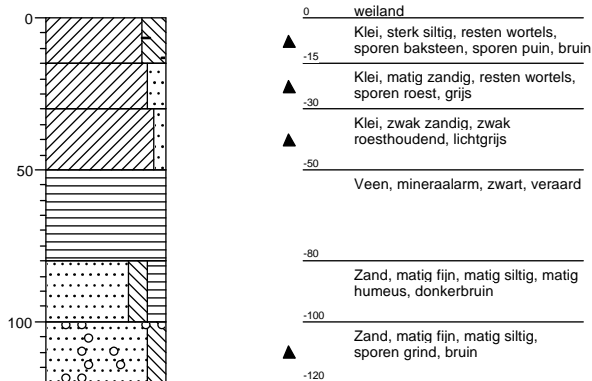 0
0
weiland
Klei, sterk siltig, resten wortels,
sporen baksteen, sporen puin, bruin
-15
Klei, matig zandig, resten wortels,
sporen roest, grijs
-30
Klei, zwak zandig, zwak
roesthoudend, lichtgrijs
50
-50
Veen, mineraalarm, zwart, veraard
-80
Zand, matig fijn, matig siltig, matig
humeus, donkerbruin
100
-100
Zand, matig fijn, matig siltig,
sporen grind, bruin
-120